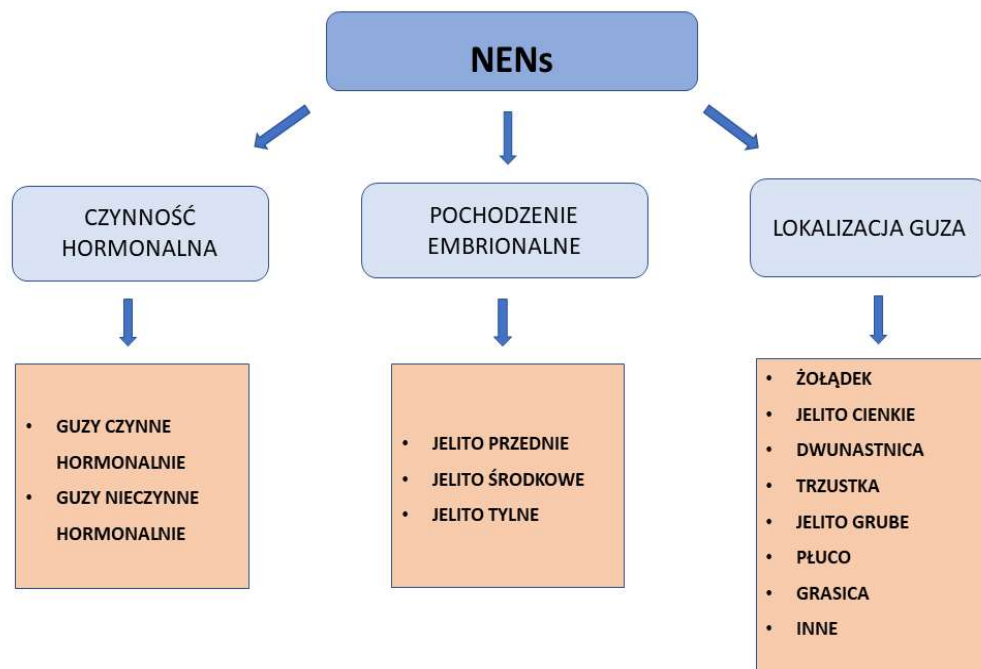 NENs
CZYNNOŚĆ
HORMONALNA
POCHODZENIE
EMBRIONALNE
LOKALIZACJA GUZA
• GUZY CZYNNE
HORMONALNIE
• GUZY NIECZYNNE
HORMONALNIE
• JELITO PRZEDNIE
• JELITO ŚRODKOWE
• JELITO TYLNE
• ŻOŁĄDEK
• JELITO CIENKIE
• DWUNASTNICA
• TRZUSTKA
• JELITO GRUBE
• PŁUCO
• GRASICA
• INNE